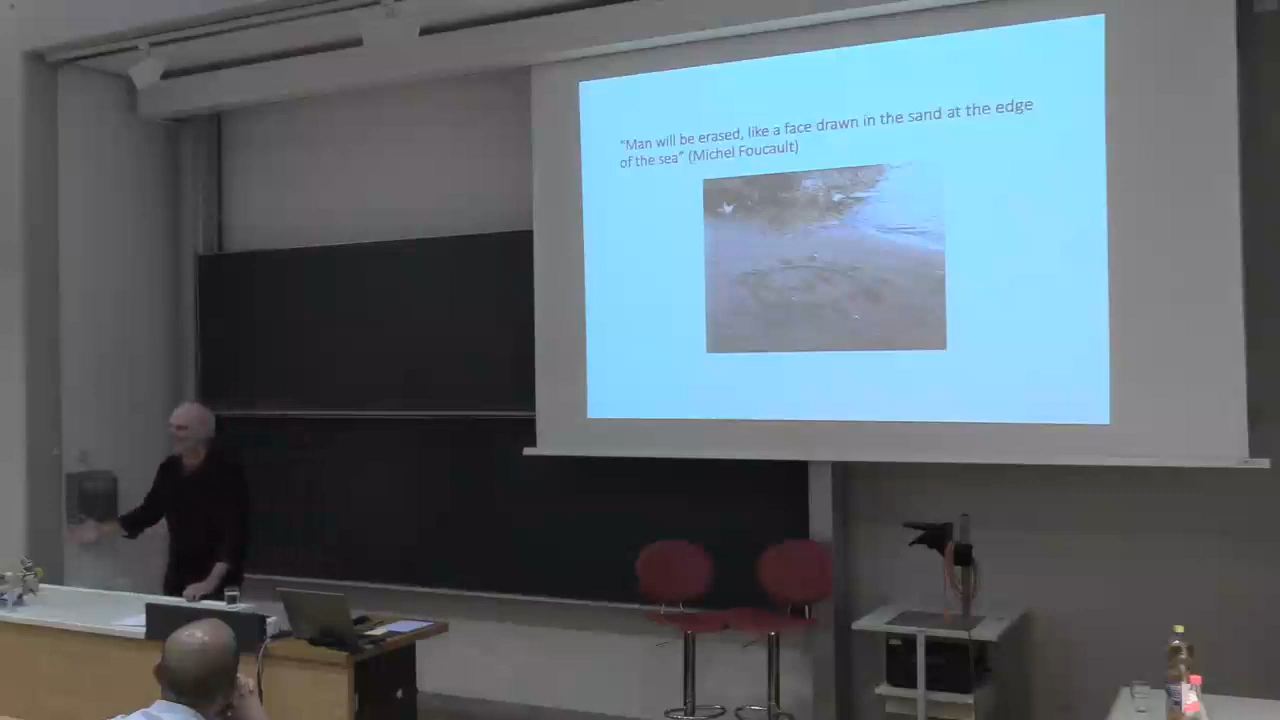 “Man will be erased, like a face drawn in the sand at the edge
of the sea” (Michel Foucault)